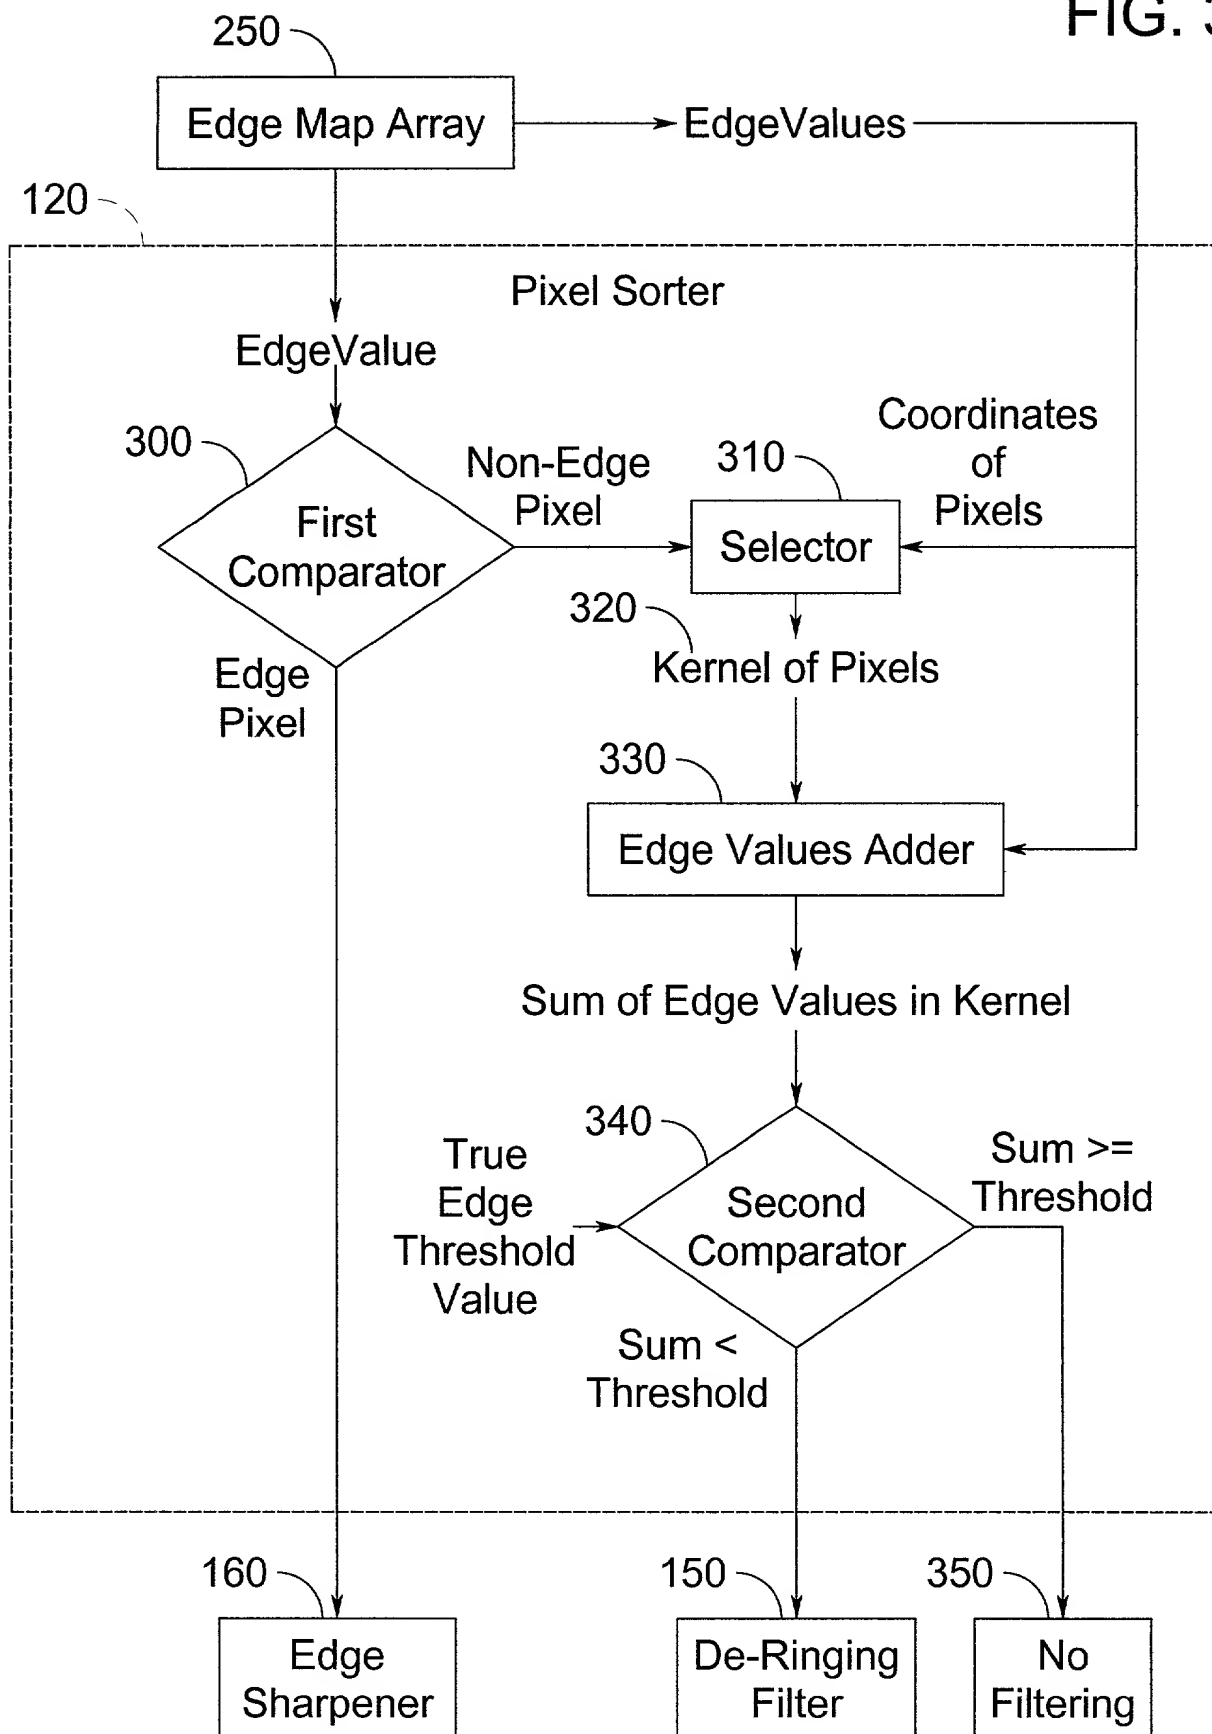 FIG. 3
250
Edge Map Array
EdgeValues
120
Pixel Sorter
EdgeValue
300
First
Comparator
Non-Edge
Pixel
310
Selector
Coordinates
of
Pixels
320
Kernel of Pixels
Edge
Pixel
330
Edge Values Adder
Sum of Edge Values in Kernel
340
True
Edge
Threshold
Value
Second
Comparator
Sum >=
Threshold
Sum <
Threshold
160
Edge
Sharpener
150
De-Ringing
Filter
350
No
Filtering